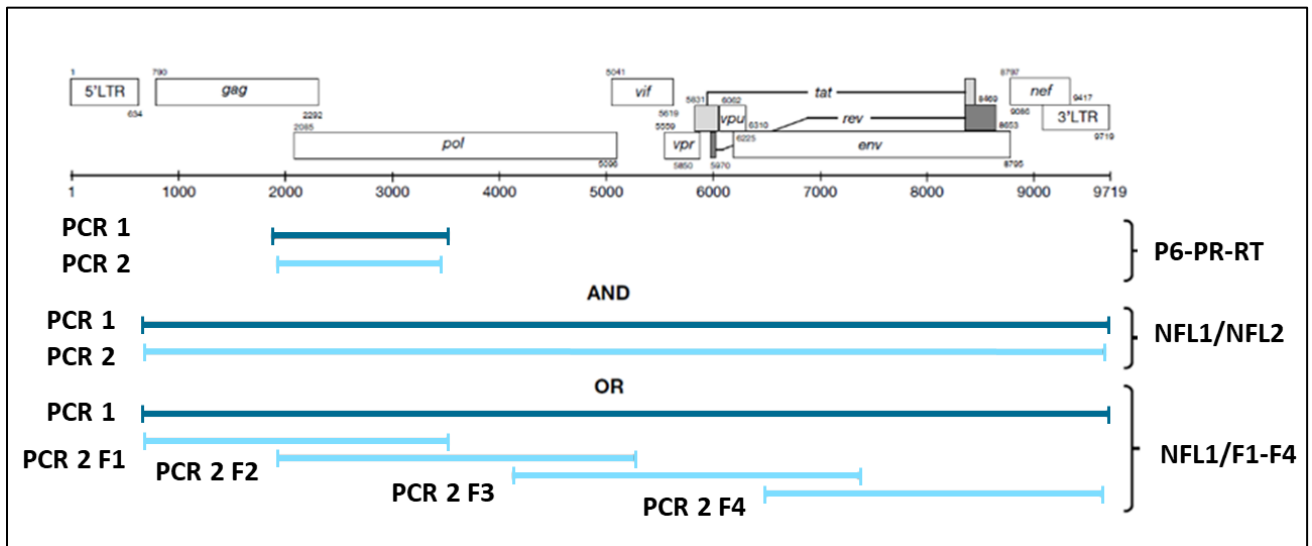 1 790 5041 8797
5'LTR gag vif 5831 6062 tat 8469 nef 9417
634 2292 5619 vpu rev 9086 3'LTR
2085 5559 6310 8653 9719
pol vpr 6225 env
5096 5850 5970 8795
1 1000 2000 3000 4000 5000 6000 7000 8000 9000 9719
PCR 1
PCR 2
P6-PR-RT
AND
PCR 1
PCR 2
NFL1/NFL2
OR
PCR 1
PCR 2 F1
PCR 2 F2
PCR 2 F3
PCR 2 F4
NFL1/F1-F4